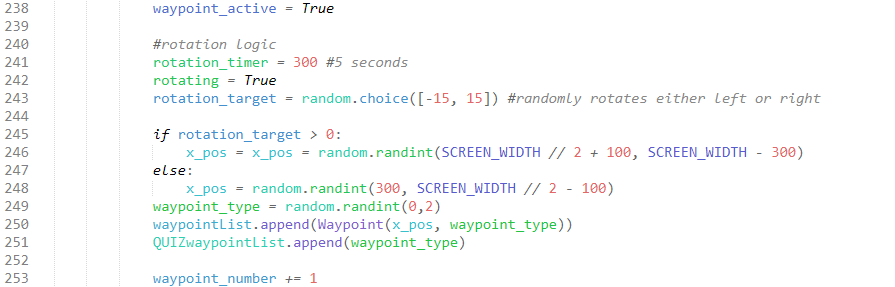 238 waypoint_active = True
239
240 #rotation logic
241 rotation_timer = 300 #5 seconds
242 rotating = True
243 rotation_target = random.choice([-15, 15]) #randomly rotates either left or right
244
245 if rotation_target > 0:
246 x_pos = x_pos = random.randint(SCREEN_WIDTH // 2 + 100, SCREEN_WIDTH - 300)
247 else:
248 x_pos = random.randint(300, SCREEN_WIDTH // 2 - 100)
249 waypoint_type = random.randint(0,2)
250 waypointList.append(Waypoint(x_pos, waypoint_type))
251 QUIZwaypointList.append(waypoint_type)
252
253 waypoint_number += 1